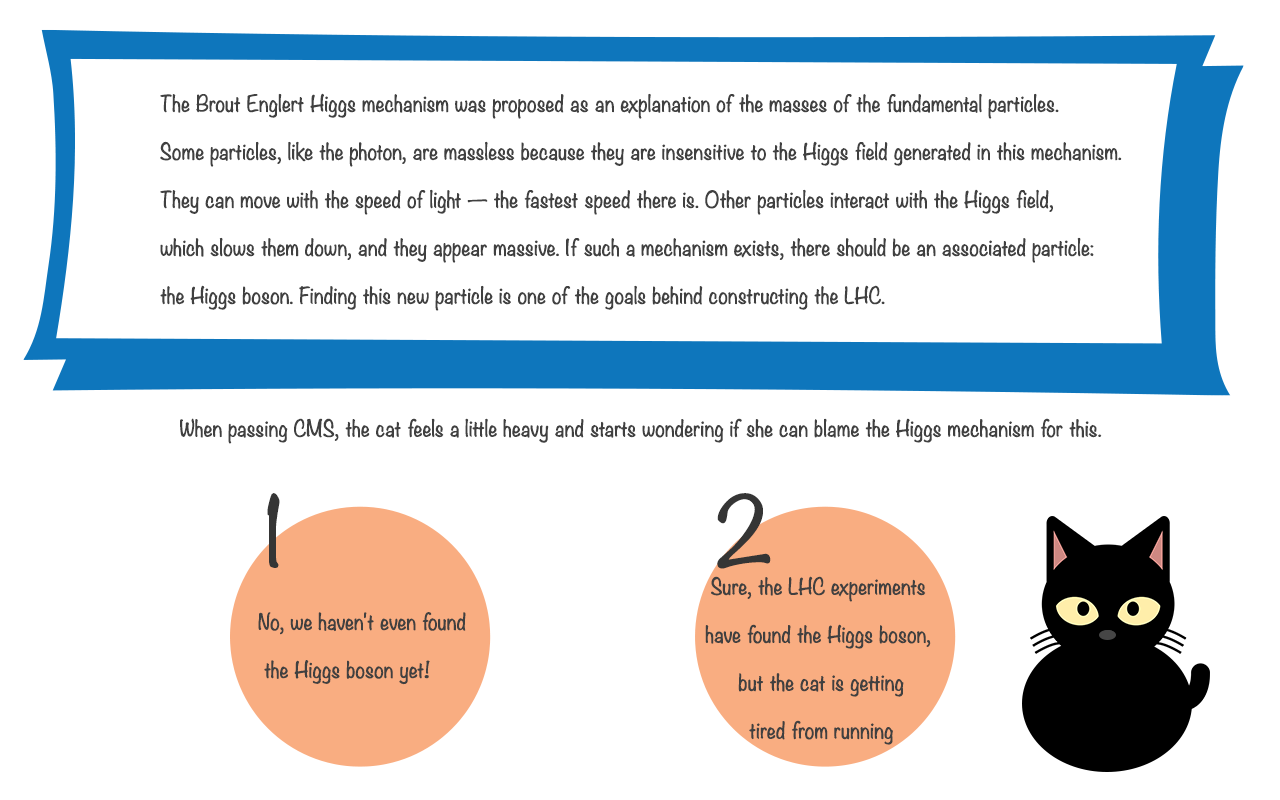 The Brout Englert Higgs mechanism was proposed as an explanation of the masses of the fundamental particles.
Some particles, like the photon, are massless because they are insensitive to the Higgs field generated in this mechanism.
They can move with the speed of light — the fastest speed there is. Other particles interact with the Higgs field,
which slows them down, and they appear massive. If such a mechanism exists, there should be an associated particle:
the Higgs boson. Finding this new particle is one of the goals behind constructing the LHC.
When passing CMS, the cat feels a little heavy and starts wondering if she can blame the Higgs mechanism for this.
1
No, we haven't even found
the Higgs boson yet!
2
Sure, the LHC experiments
have found the Higgs boson,
but the cat is getting
tired from running